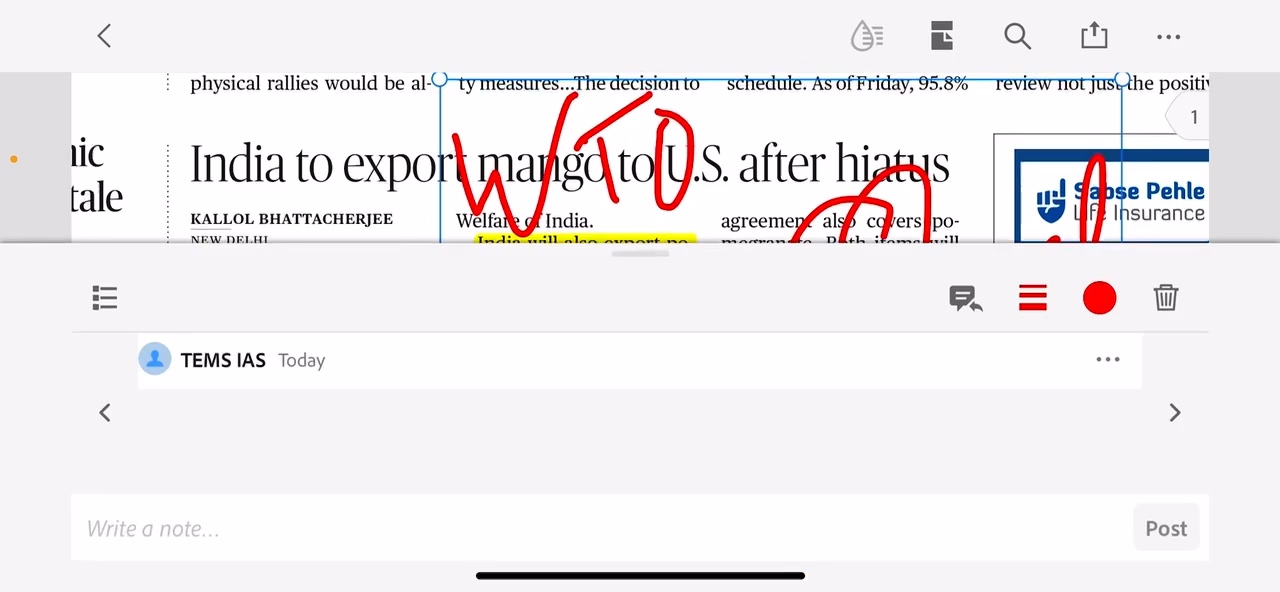 physical rallies would be al-
ty measures...The decision to
schedule. As of Friday, 95.8%
review not just the positiv
1
nic
tale
India to export mango to U.S. after hiatus
WTO
KALLOL BHATTACHERJEE
NEW DELHI
Welfare of India.
India will also export po-
agreement also covers po-
megranate. Both items will
Sabse Pehle
Life Insurance
TEMS IAS Today
Write a note...
Post